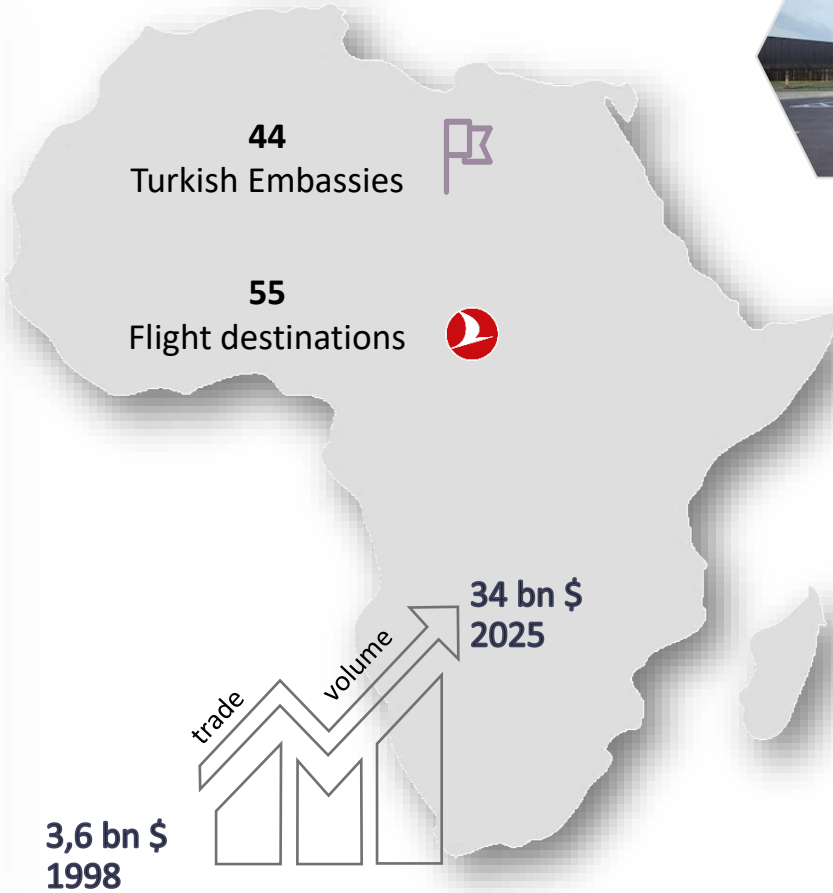 44
Turkish Embassies
55
Flight destinations
34 bn $
2025
trade
volume
3,6 bn $
1998